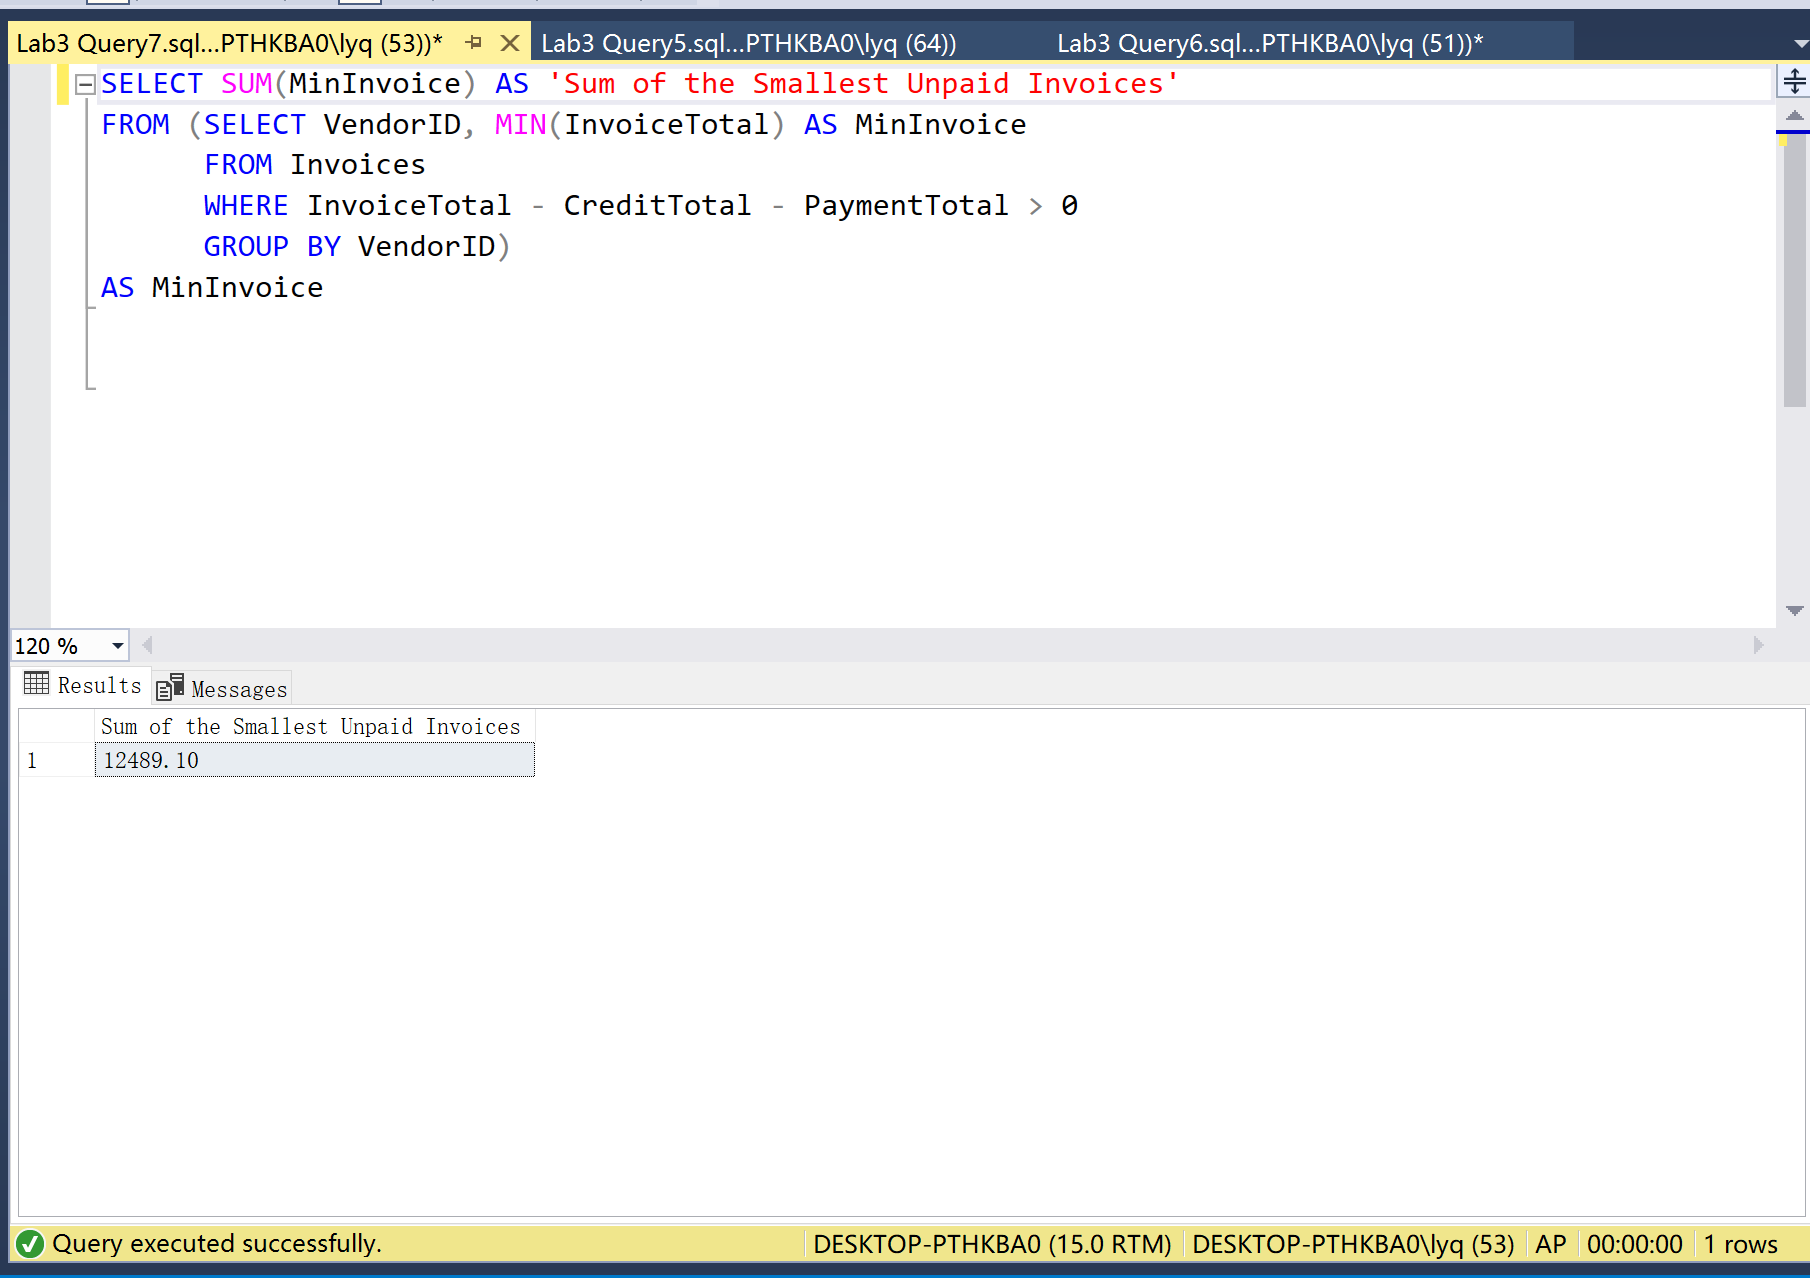 Lab3 Query7.sql...PTHKBA0\lyq (53))* Lab3 Query5.sql...PTHKBA0\lyq (64)) Lab3 Query6.sql...PTHKBA0\lyq (51))*
SELECT SUM(MinInvoice) AS 'Sum of the Smallest Unpaid Invoices'
FROM (SELECT VendorID, MIN(InvoiceTotal) AS MinInvoice
FROM Invoices
WHERE InvoiceTotal - CreditTotal - PaymentTotal > 0
GROUP BY VendorID)
AS MinInvoice
120 %
Results Messages
Sum of the Smallest Unpaid Invoices
1 12489.10
Query executed successfully. DESKTOP-PTHKBA0 (15.0 RTM) DESKTOP-PTHKBA0\lyq (53) AP 00:00:00 1 rows